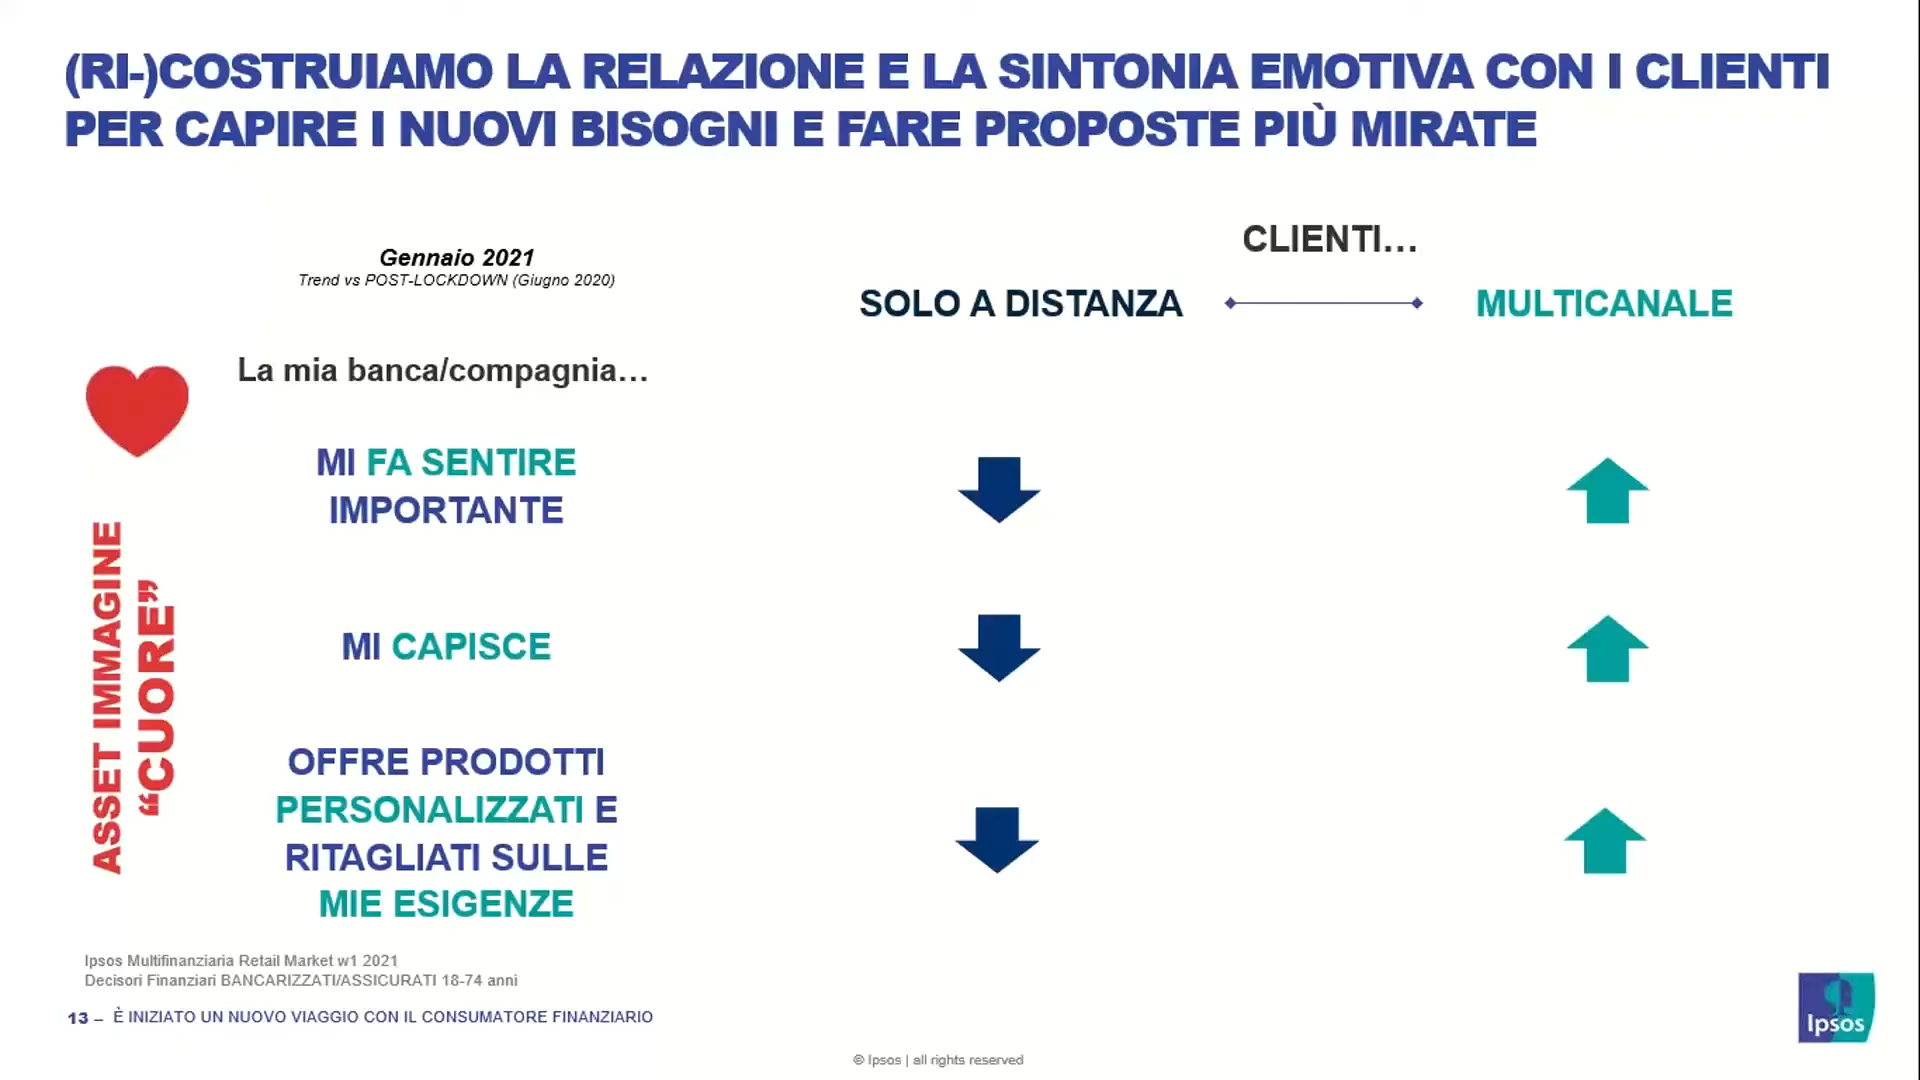 (RI-)COSTRUIAMO LA RELAZIONE E LA SINTONIA EMOTIVA CON I CLIENTI
PER CAPIRE I NUOVI BISOGNI E FARE PROPOSTE PIÙ MIRATE
Gennaio 2021
Trend vs POST-LOCKDOWN (Giugno 2020)
CLIENTI...
SOLO A DISTANZA
MULTICANALE
La mia banca/compagnia...
ASSET IMMAGINE
“CUORE”
MI FA SENTIRE
IMPORTANTE
MI CAPISCE
OFFRE PRODOTTI
PERSONALIZZATI E
RITAGLIATI SULLE
MIE ESIGENZE
Ipsos Multifinanziaria Retail Market w1 2021
Decisori Finanziari BANCARIZZATI/ASSICURATI 18-74 anni
13 – È INIZIATO UN NUOVO VIAGGIO CON IL CONSUMATORE FINANZIARIO
Ipsos
© Ipsos | all rights reserved